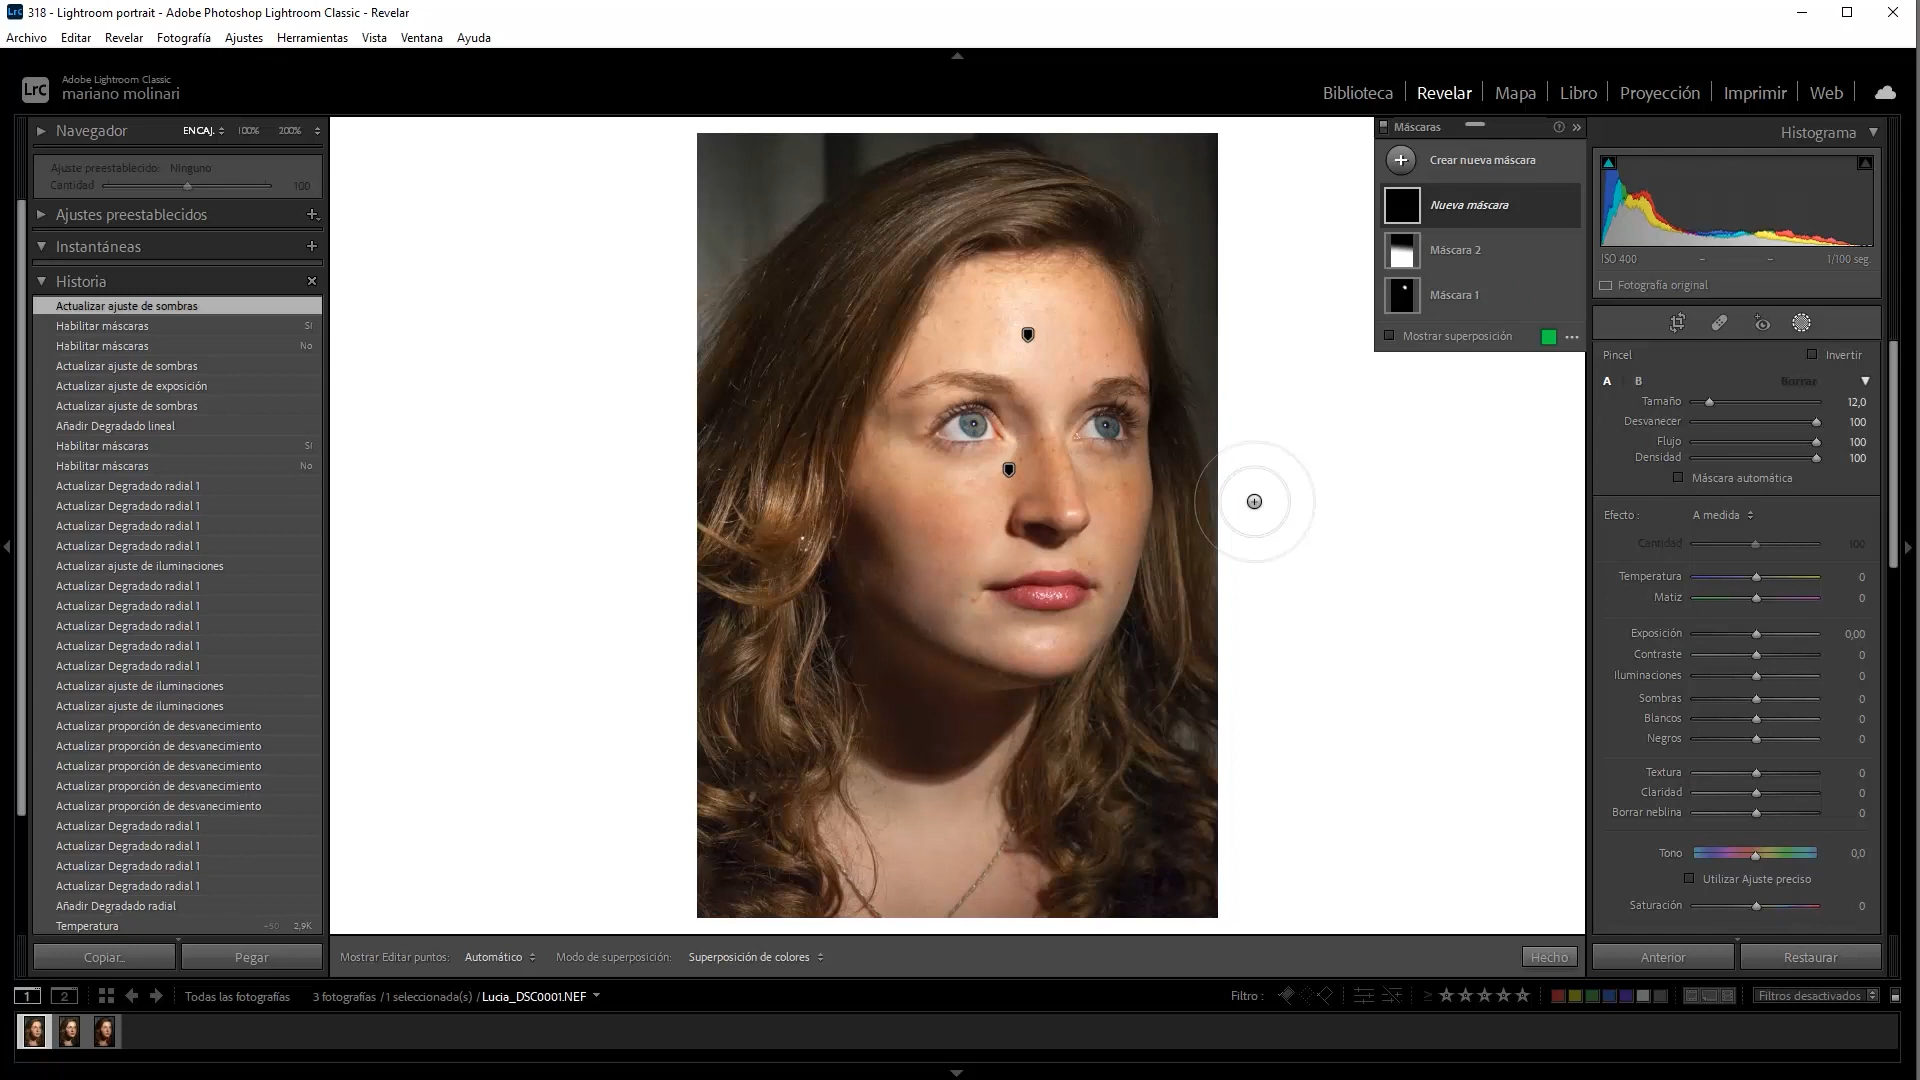 318 - Lightroom portrait - Adobe Photoshop Lightroom Classic - Revelar
Archivo Editar Revelar Fotografía Ajustes Herramientas Vista Ventana Ayuda
LrC
Adobe Lightroom Classic
mariano molinari
Biblioteca Revelar Mapa Libro Proyección Imprimir Web
Navegador ENCAJ. 100% 200%
Ajuste preestablecido: Ninguno
Cantidad 100
Ajustes preestablecidos
Instantáneas
Historia
Actualizar ajuste de sombras
Habilitar máscaras SI
Habilitar máscaras No
Actualizar ajuste de sombras
Actualizar ajuste de exposición
Actualizar ajuste de sombras
Añadir Degradado lineal
Habilitar máscaras SI
Habilitar máscaras No
Actualizar Degradado radial 1
Actualizar Degradado radial 1
Actualizar Degradado radial 1
Actualizar Degradado radial 1
Actualizar ajuste de iluminaciones
Actualizar Degradado radial 1
Actualizar Degradado radial 1
Actualizar Degradado radial 1
Actualizar Degradado radial 1
Actualizar Degradado radial 1
Actualizar ajuste de iluminaciones
Actualizar ajuste de iluminaciones
Actualizar proporción de desvanecimiento
Actualizar proporción de desvanecimiento
Actualizar proporción de desvanecimiento
Actualizar proporción de desvanecimiento
Actualizar proporción de desvanecimiento
Actualizar Degradado radial 1
Actualizar Degradado radial 1
Actualizar Degradado radial 1
Actualizar Degradado radial 1
Añadir Degradado radial
Temperatura -50 2,9K
Copiar... Pegar
Máscaras
Crear nueva máscara
Nueva máscara
Máscara 2
Máscara 1
Mostrar superposición
Histograma
ISO 400 – – 1/100 seg.
Fotografía original
Pincel Invertir
A B Borrar
Tamaño 12,0
Desvanecer 100
Flujo 100
Densidad 100
Máscara automática
Efecto : A medida
Cantidad 100
Temperatura 0
Matiz 0
Exposición 0,00
Contraste 0
Iluminaciones 0
Sombras 0
Blancos 0
Negros 0
Textura 0
Claridad 0
Borrar neblina 0
Tono 0,0
Utilizar Ajuste preciso
Saturación 0
Anterior Restaurar
Mostrar Editar puntos: Automático Modo de superposición: Superposición de colores Hecho
1 2 Todas las fotografías 3 fotografías /1 seleccionada(s) /Lucia_DSC0001.NEF Filtro : ≥ Filtros desactivados